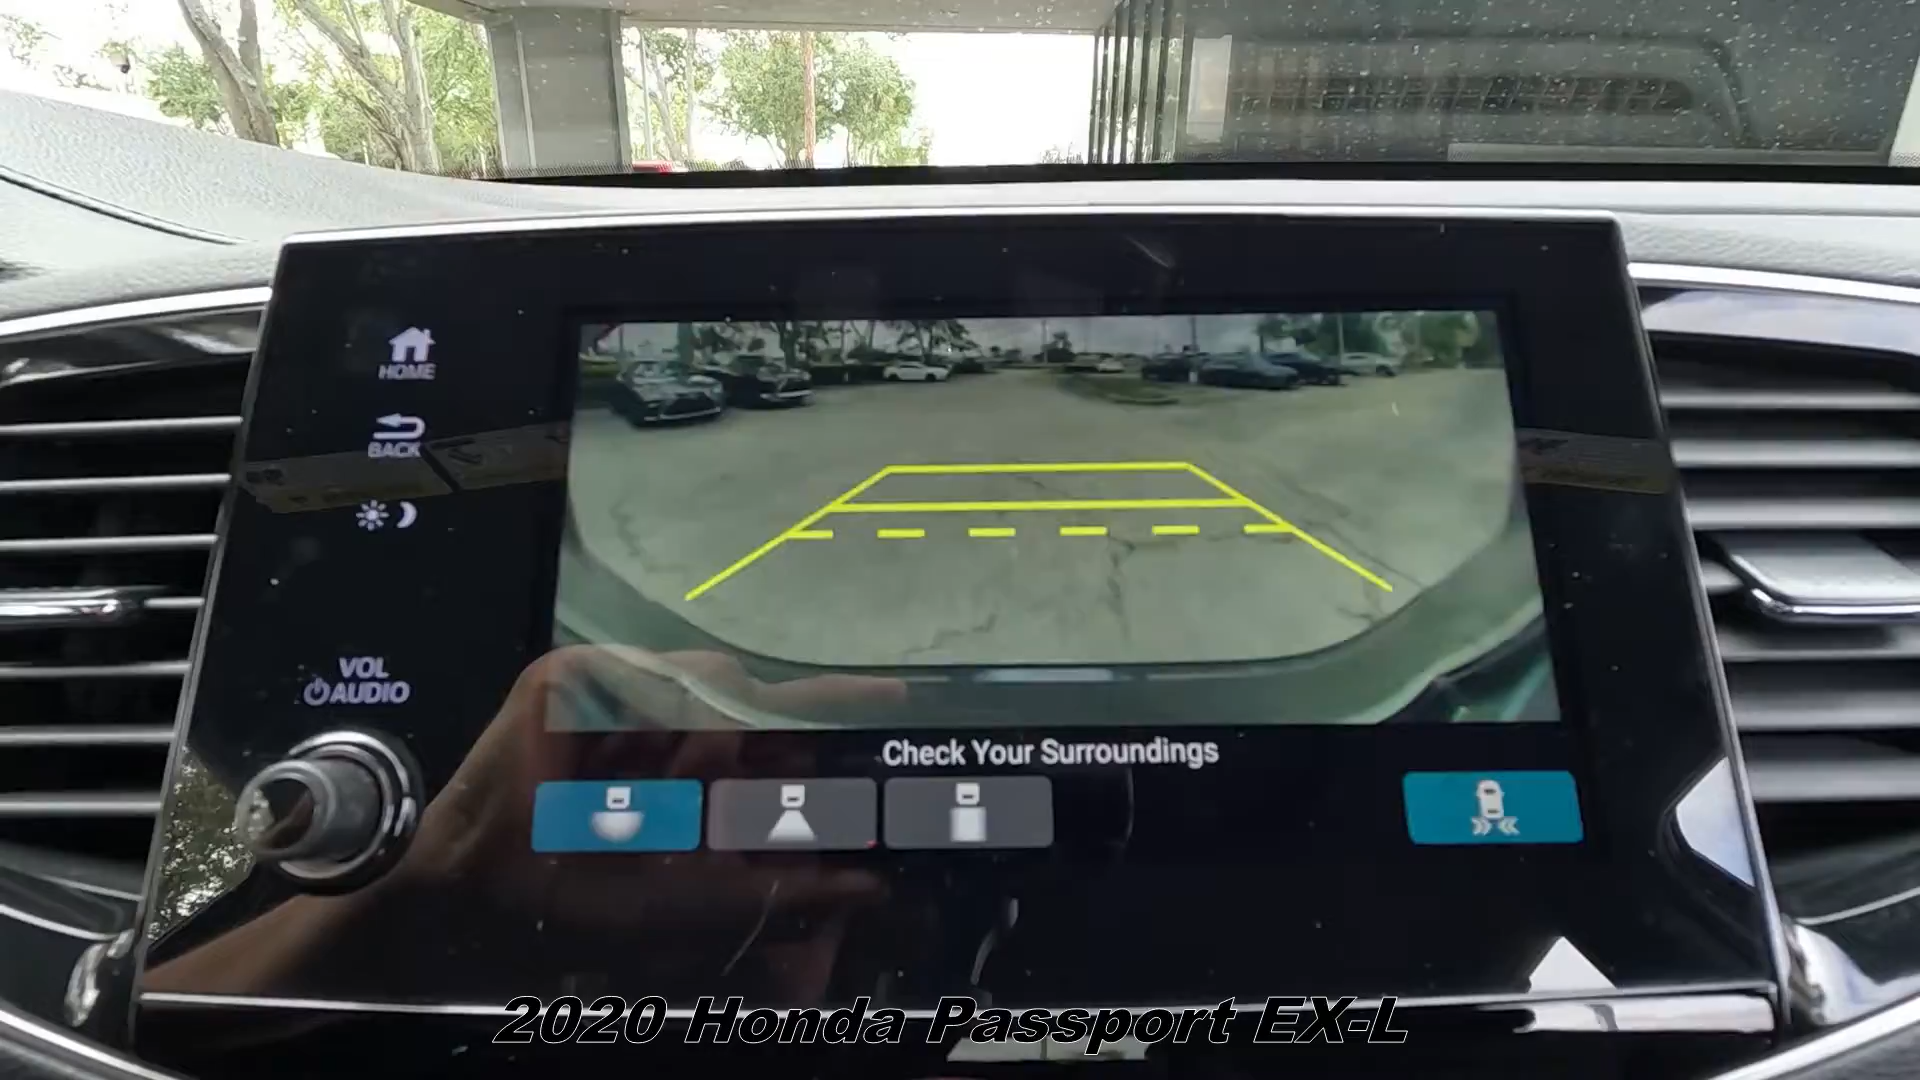 HOME
BACK
VOL
AUDIO
Check Your Surroundings
2020 Honda Passport EX-L